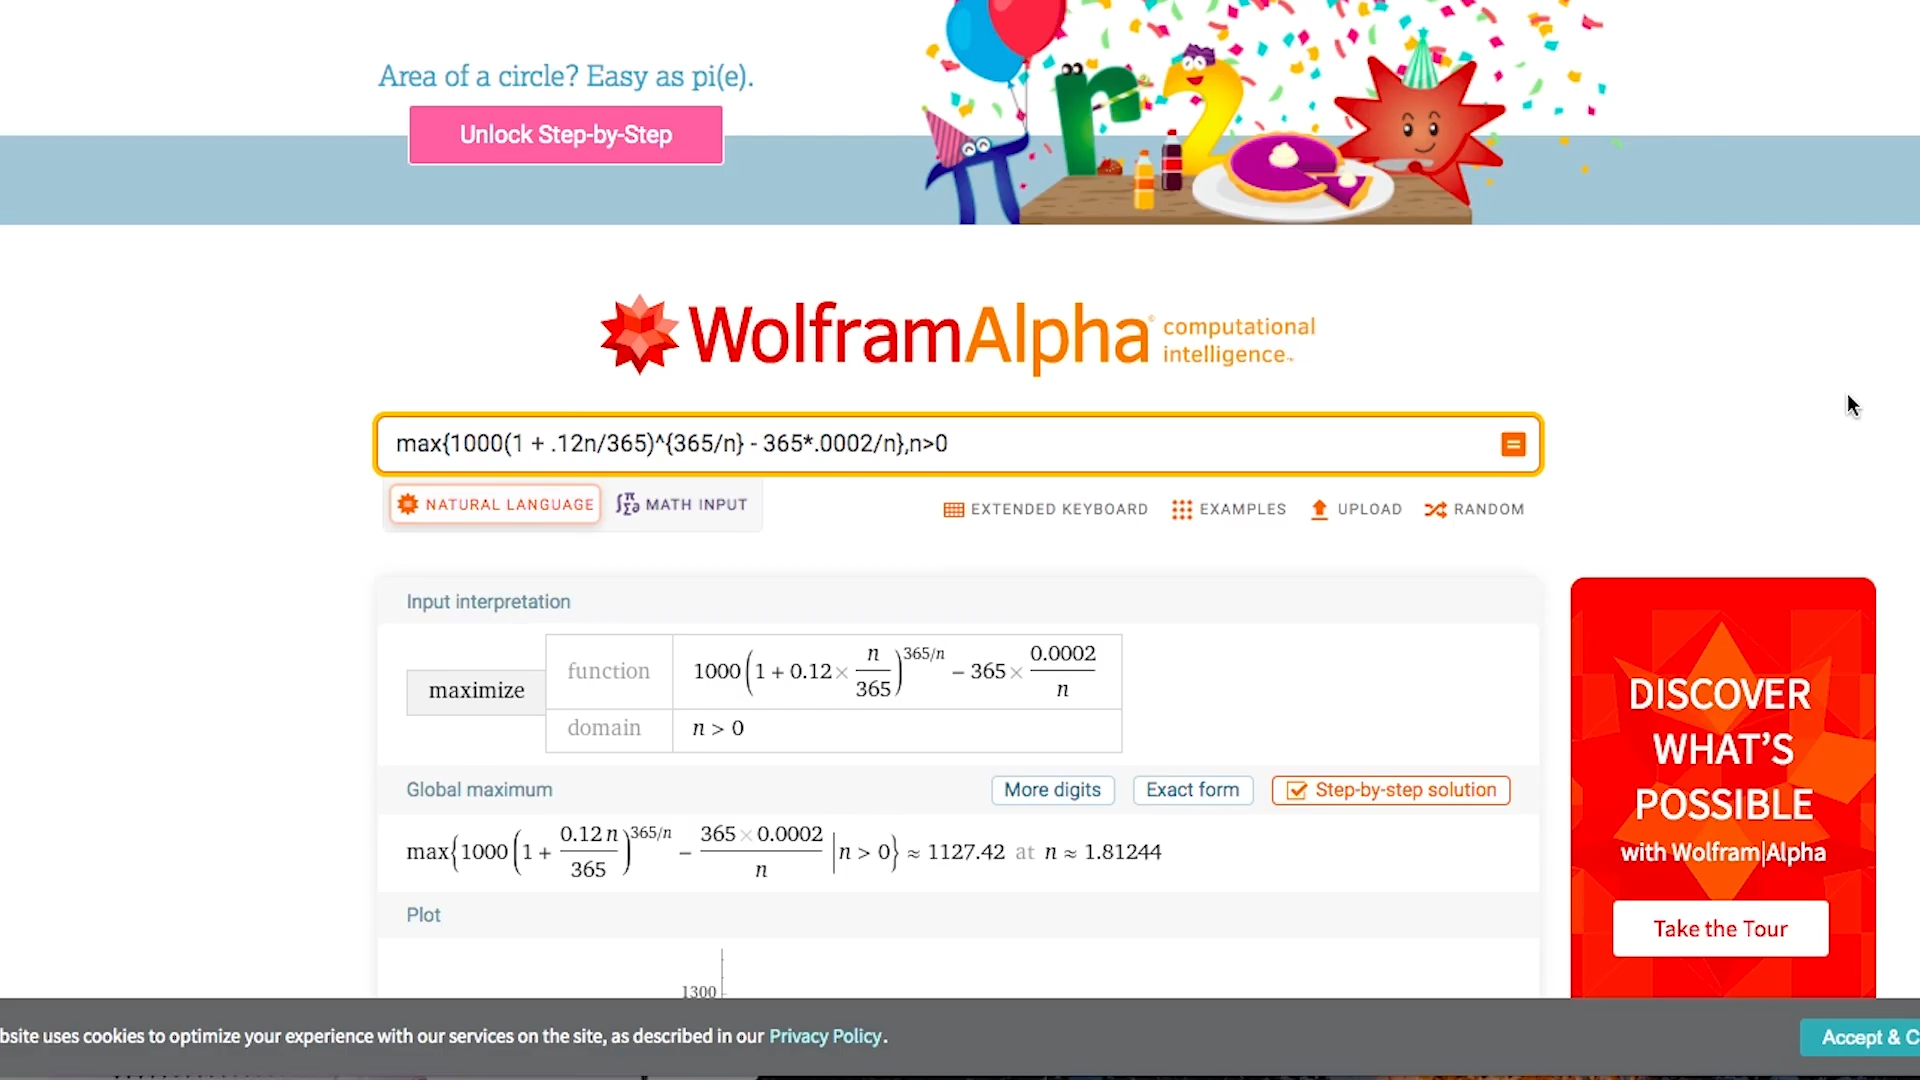 Area of a circle? Easy as pi(e).
Unlock Step-by-Step
r2
WolframAlpha computational intelligence™
max{1000(1 + .12n/365)^{365/n} - 365*.0002/n},n>0
NATURAL LANGUAGE
MATH INPUT
EXTENDED KEYBOARD
EXAMPLES
UPLOAD
RANDOM
Input interpretation
maximize
function
1000 (1 + 0.12 × n/365)^365/n − 365 × 0.0002/n
domain
n > 0
Global maximum
More digits
Exact form
Step-by-step solution
max{1000 (1 + 0.12 n/365)^365/n − 365 × 0.0002/n | n > 0} ≈ 1127.42 at n ≈ 1.81244
Plot
1300
DISCOVER
WHAT'S
POSSIBLE
with Wolfram|Alpha
Take the Tour
bsite uses cookies to optimize your experience with our services on the site, as described in our Privacy Policy.
Accept & C